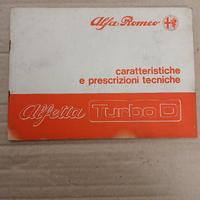 Alfa Romeo
caratteristiche
e prescrizioni tecniche
Alfetta Turbo D